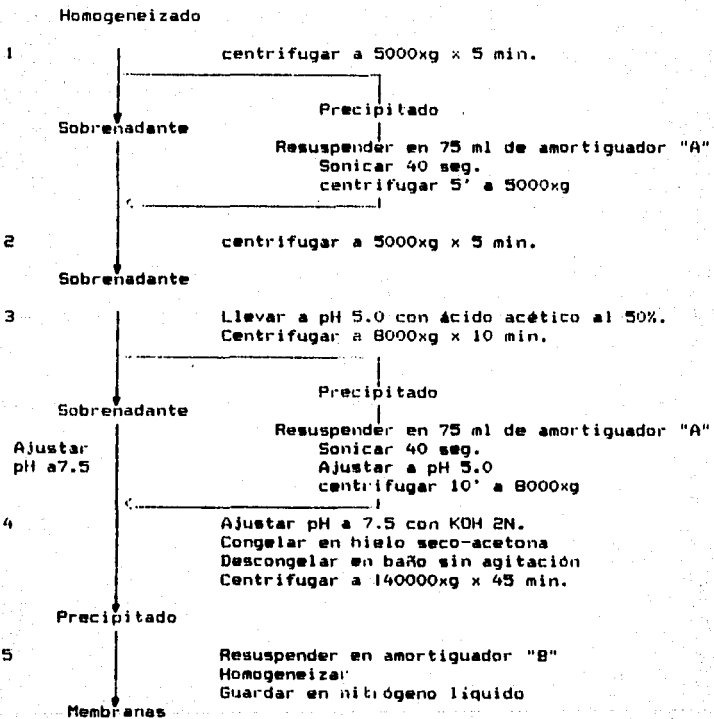 Homogeneizado
1 centrifugar a 5000xg x 5 min.
Precipitado
Sobrenadante
Resuspender en 75 ml de amortiguador "A"
Sonicar 40 seg.
centrifugar 5' a 5000xg
2 centrifugar a 5000xg x 5 min.
Sobrenadante
3 Llevar a pH 5.0 con ácido acético al 50%.
Centrifugar a 8000xg x 10 min.
Precipitado
Sobrenadante
Resuspender en 75 ml de amortiguador "A"
Ajustar Sonicar 40 seg.
pH a7.5 Ajustar a pH 5.0
centrifugar 10' a 8000xg
4 Ajustar pH a 7.5 con KOH 2N.
Congelar en hielo seco-acetona
Descongelar en baño sin agitación
Centrifugar a 140000xg x 45 min.
Precipitado
5 Resuspender en amortiguador "B"
Homogeneizar
Guardar en nitrógeno líquido
Membranas